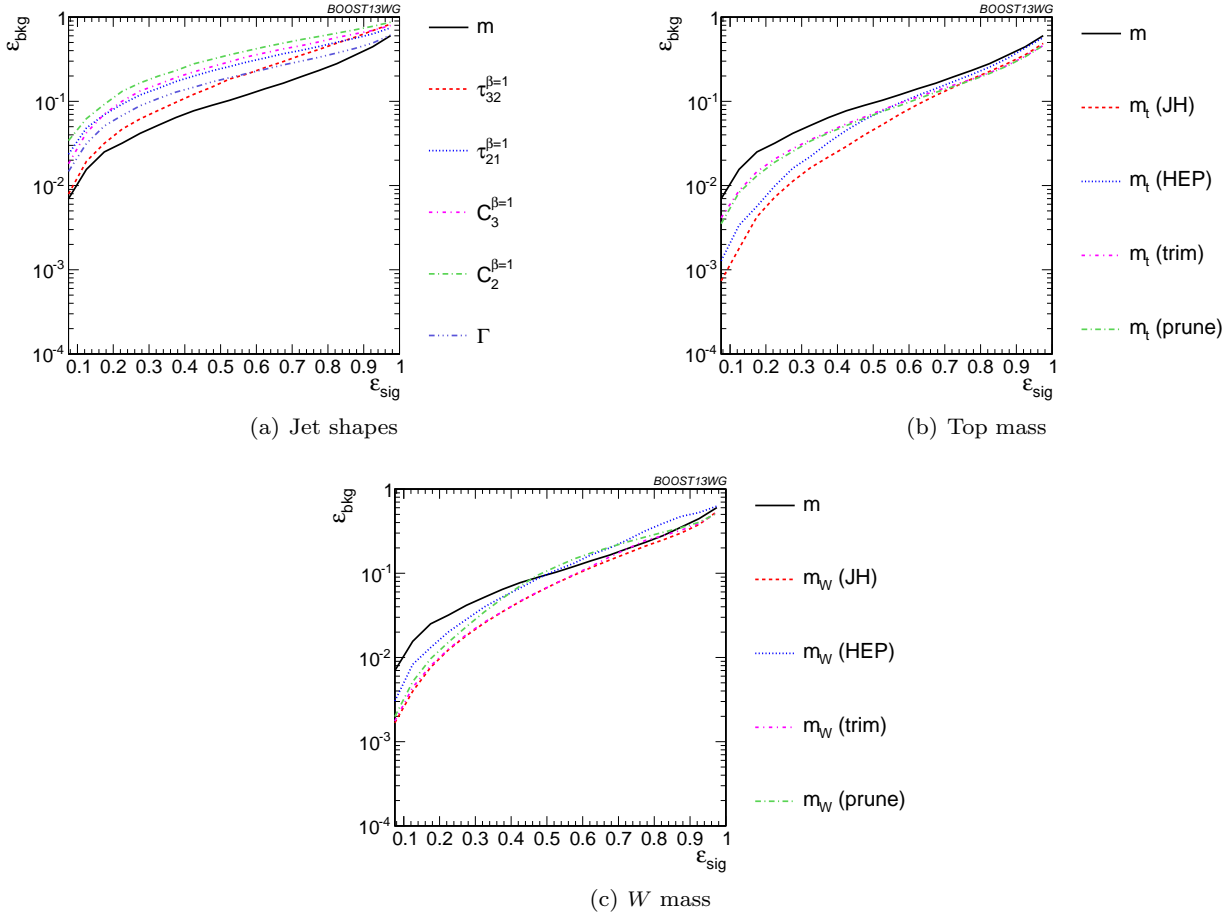 BOOST13WG
ε_bkg
1
10^-1
10^-2
10^-3
10^-4
0.1 0.2 0.3 0.4 0.5 0.6 0.7 0.8 0.9 1
ε_sig
m
τ_32^β=1
τ_21^β=1
C_3^β=1
C_2^β=1
Γ
(a) Jet shapes
BOOST13WG
ε_bkg
1
10^-1
10^-2
10^-3
10^-4
0.1 0.2 0.3 0.4 0.5 0.6 0.7 0.8 0.9 1
ε_sig
m
m_t (JH)
m_t (HEP)
m_t (trim)
m_t (prune)
(b) Top mass
BOOST13WG
ε_bkg
1
10^-1
10^-2
10^-3
10^-4
0.1 0.2 0.3 0.4 0.5 0.6 0.7 0.8 0.9 1
ε_sig
m
m_W (JH)
m_W (HEP)
m_W (trim)
m_W (prune)
(c) W mass